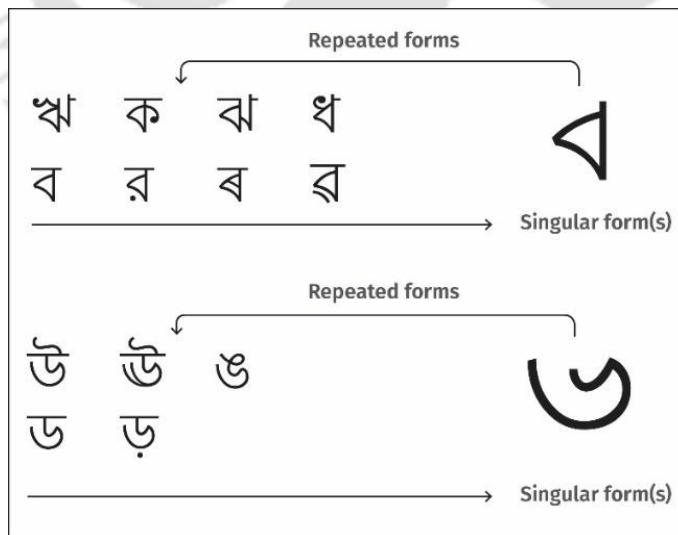 Repeated forms
ঋ ক ঝ ধ
ব র ৰ ৱ
Singular form(s)
Repeated forms
উ ঊ ঙ
ড ড়
Singular form(s)